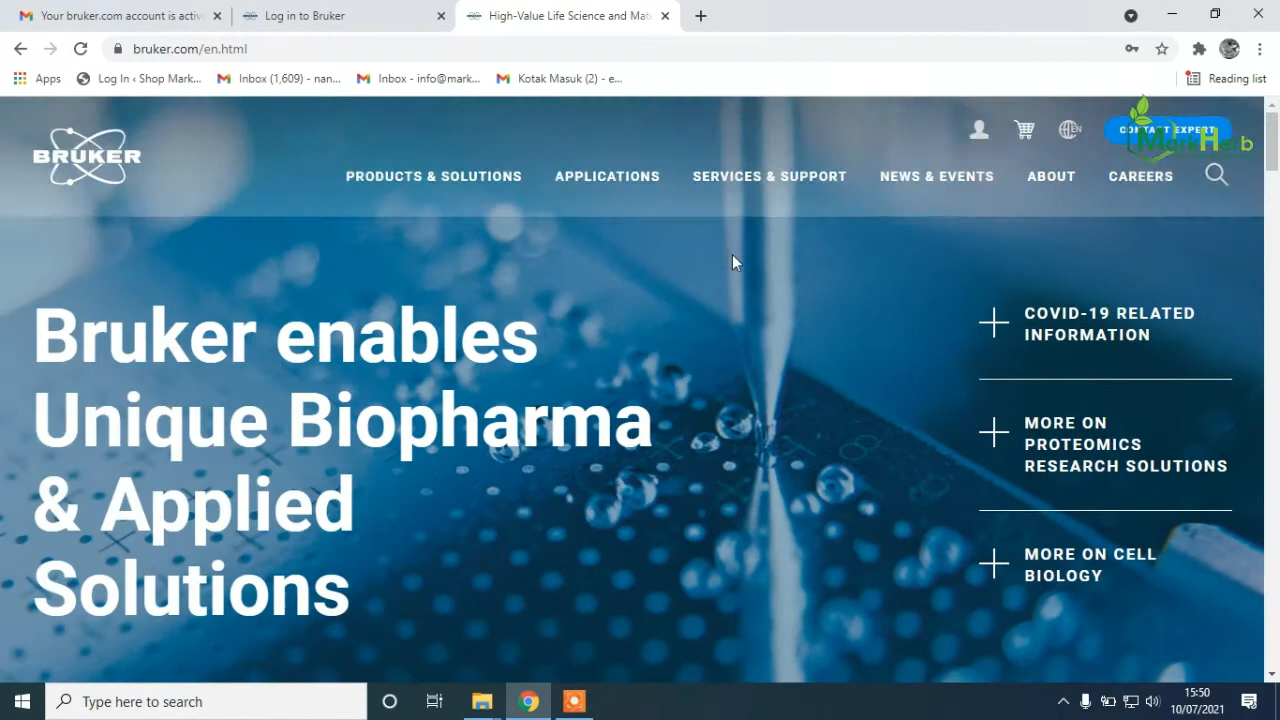 Your bruker.com account is active
Log in to Bruker
High-Value Life Science and Mat
bruker.com/en.html
Apps
Log In ‹ Shop Mark...
Inbox (1,609) - nan...
Inbox - info@mark...
Kotak Masuk (2) - e...
Reading list
EN
CONTACT EXPERT
MarkHerb
BRUKER
PRODUCTS & SOLUTIONS
APPLICATIONS
SERVICES & SUPPORT
NEWS & EVENTS
ABOUT
CAREERS
Bruker enables
Unique Biopharma
& Applied
Solutions
COVID-19 RELATED
INFORMATION
MORE ON
PROTEOMICS
RESEARCH SOLUTIONS
MORE ON CELL
BIOLOGY
Type here to search
15:50
10/07/2021